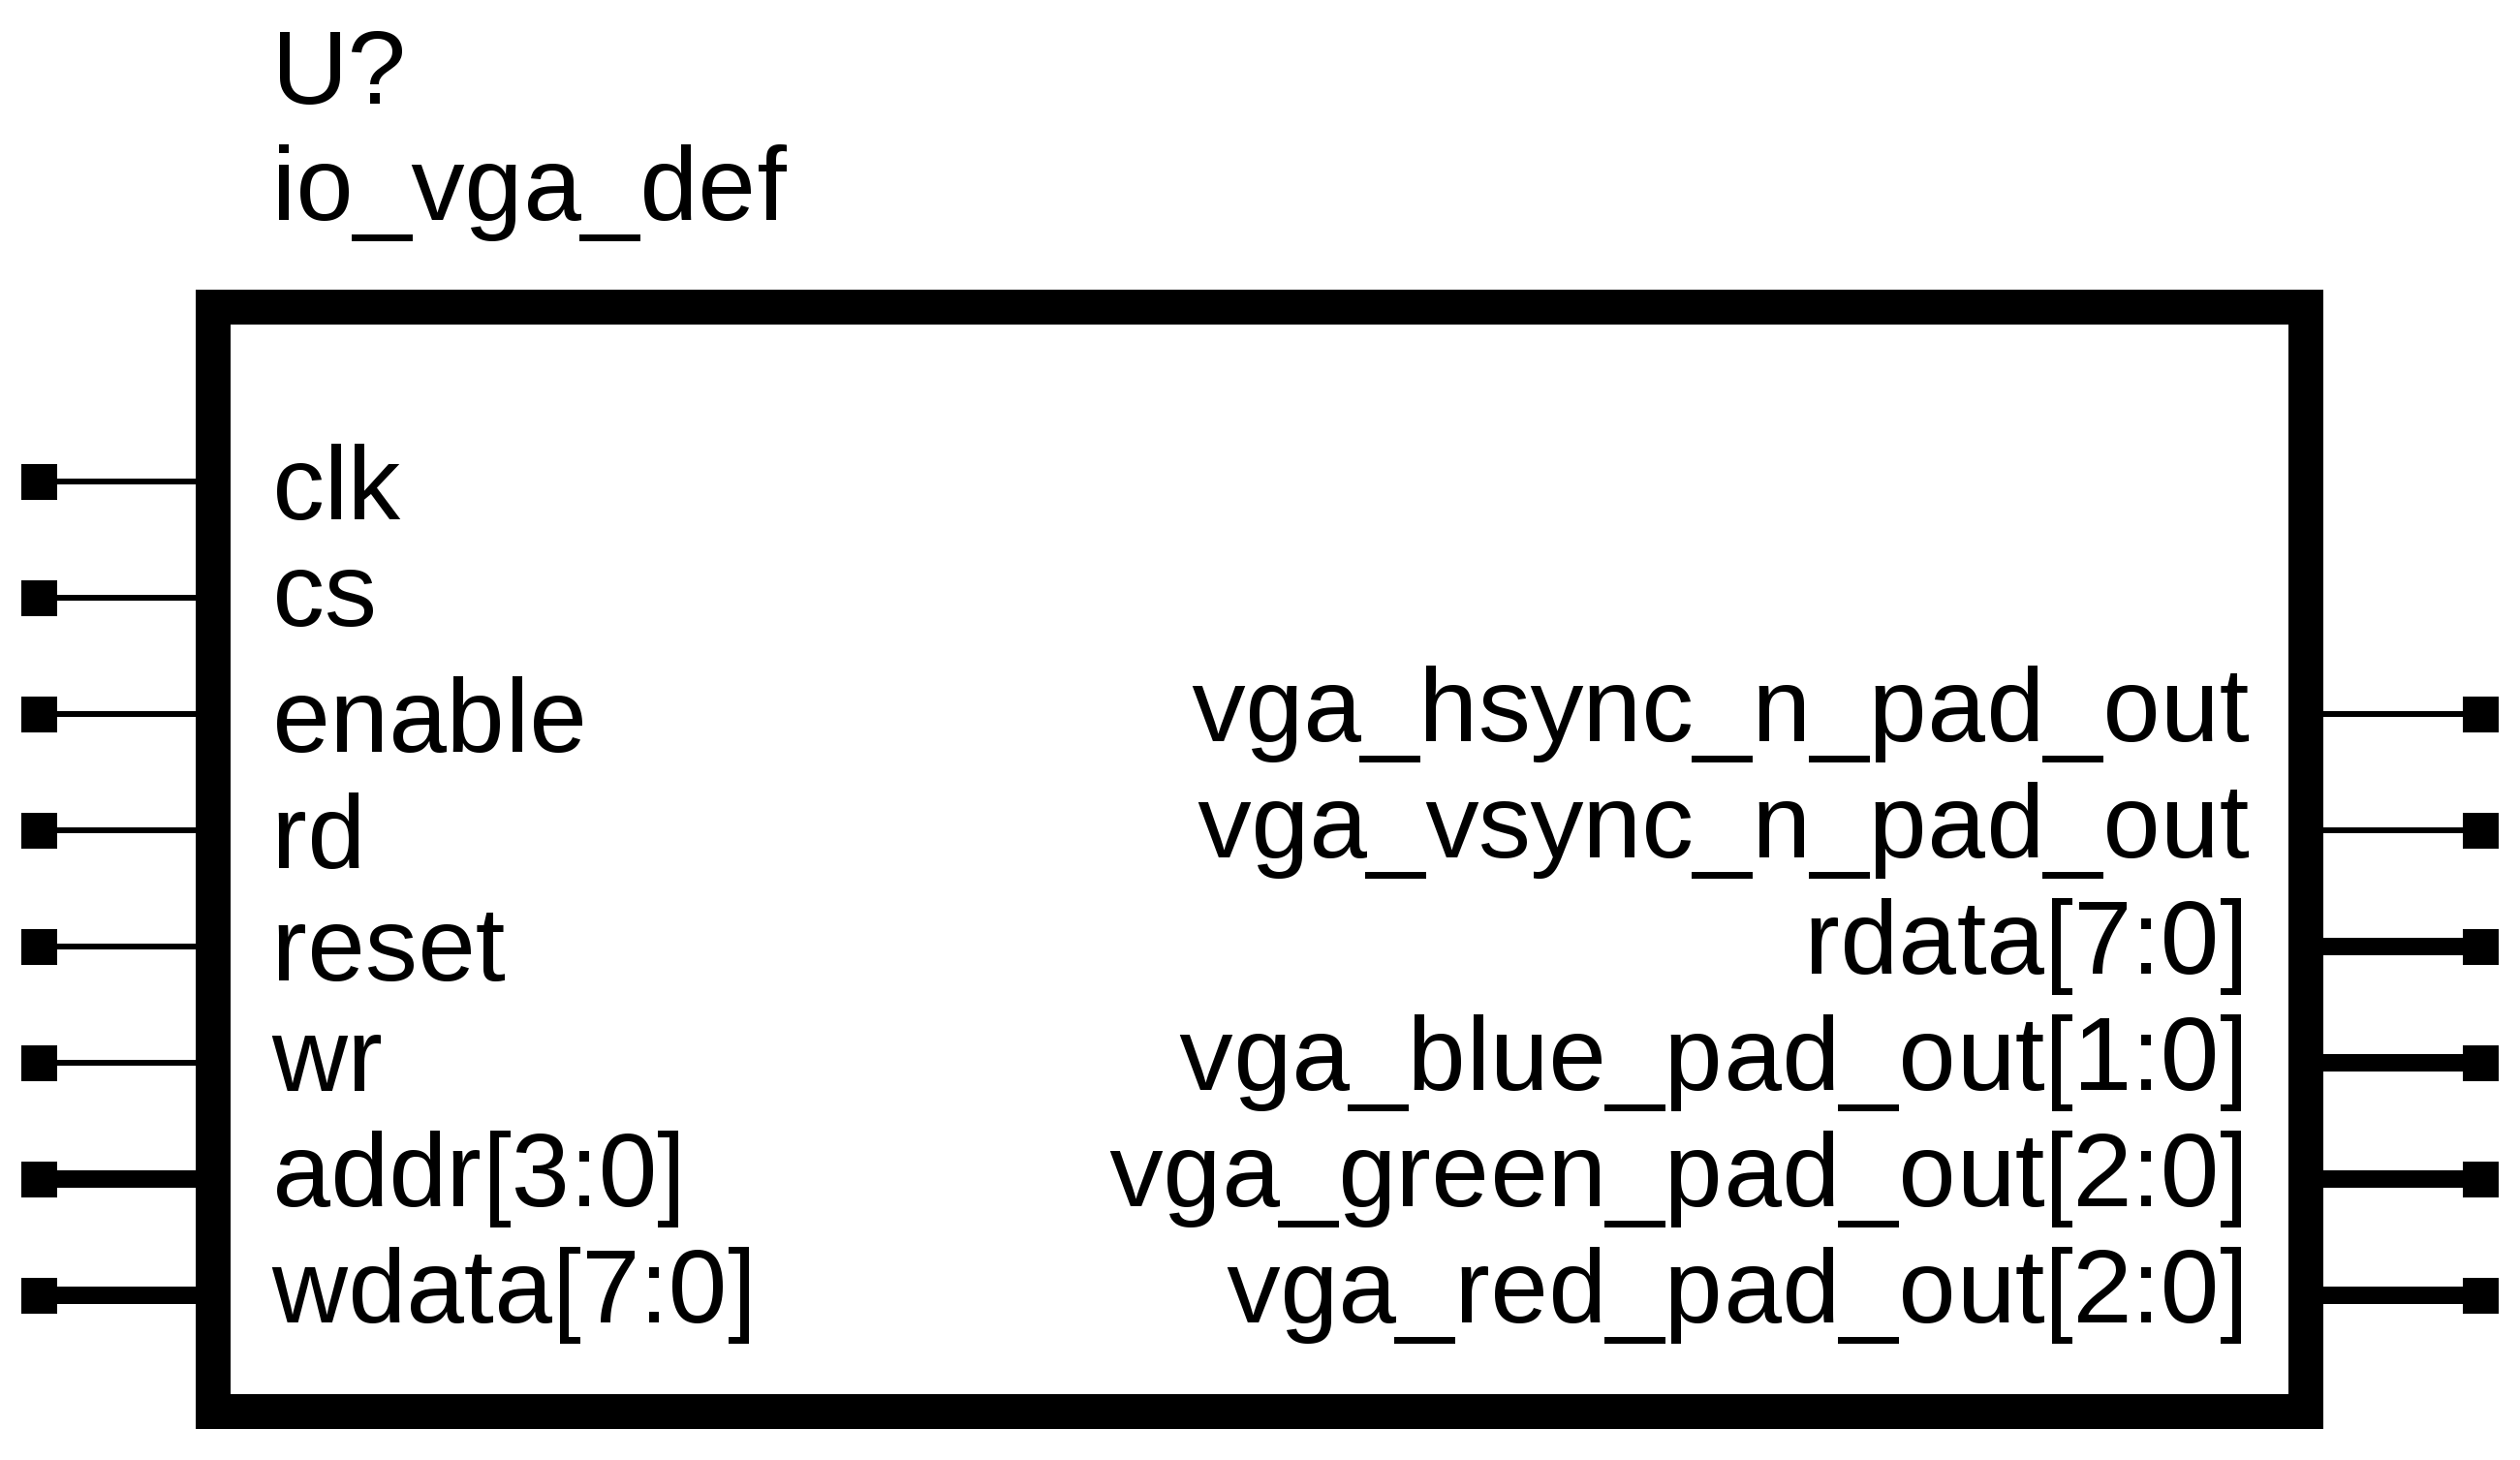 U?
io_vga_def
clk
cs
enable
rd
reset
wr
addr[3:0]
wdata[7:0]
vga_hsync_n_pad_out
vga_vsync_n_pad_out
rdata[7:0]
vga_blue_pad_out[1:0]
vga_green_pad_out[2:0]
vga_red_pad_out[2:0]